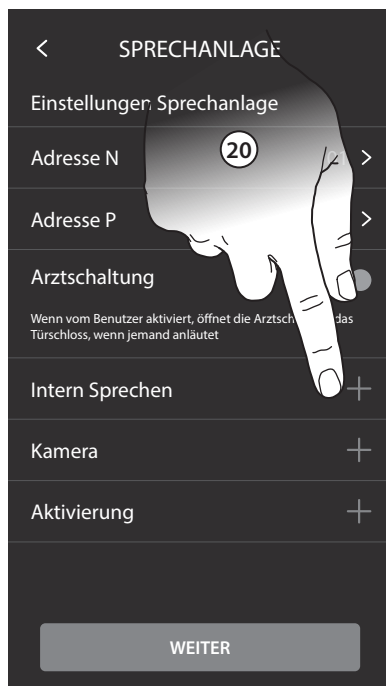 SPRECHANLAGE
Einstellungen Sprechanlage
20
Adresse N
Adresse P
Arztschaltung
Wenn vom Benutzer aktiviert, öffnet die das
Türschloss, wenn jemand anläutet
Intern Sprechen
Kamera
Aktivierung
WEITER